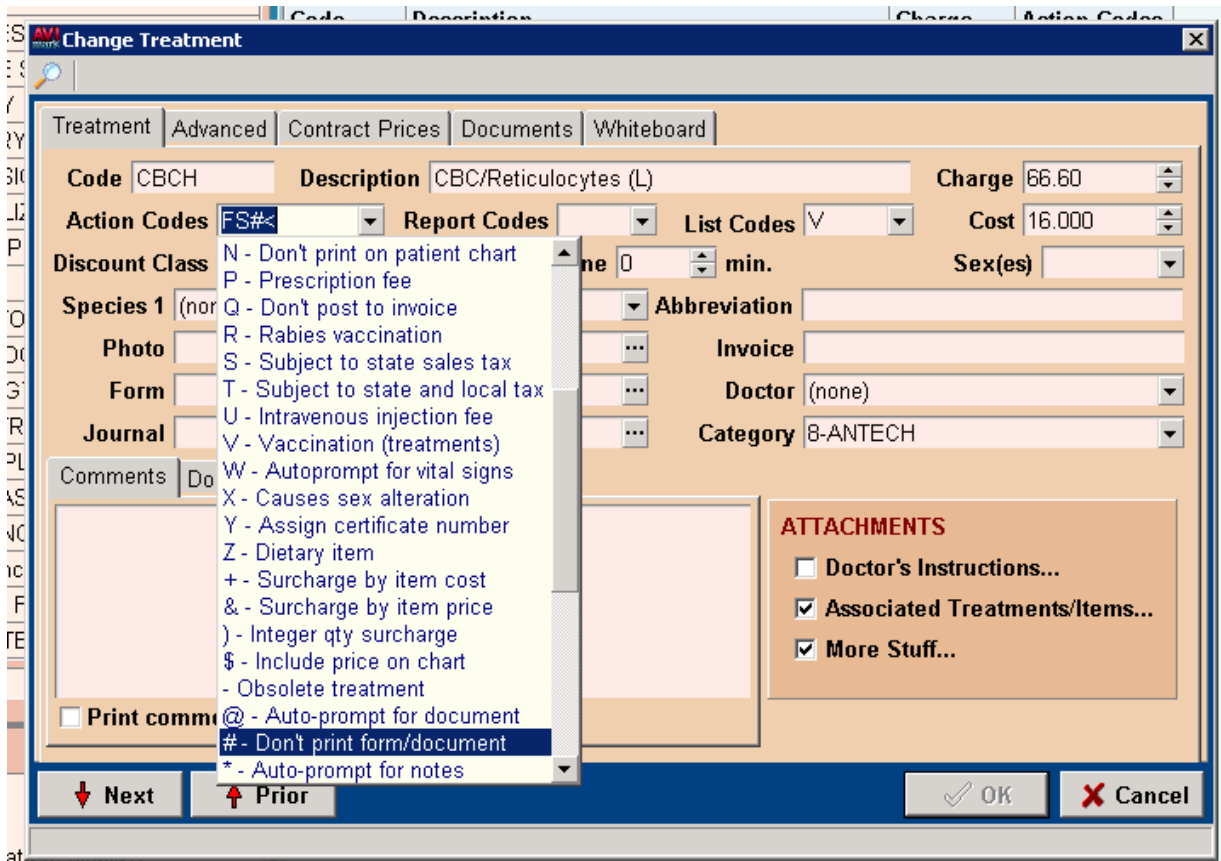 Code Description Charge Action Codes
AVI mark Change Treatment
Treatment Advanced Contract Prices Documents Whiteboard
Code CBCH Description CBC/Reticulocytes (L) Charge 66.60
Action Codes FS#< Report Codes List Codes V Cost 16.000
N - Don't print on patient chart
Discount Class 0 min. Sex(es)
P - Prescription fee
Species 1 Abbreviation
Q - Don't post to invoice
R - Rabies vaccination
Photo Invoice
S - Subject to state sales tax
Form T - Subject to state and local tax Doctor (none)
U - Intravenous injection fee
Journal V - Vaccination (treatments) Category 8-ANTECH
Comments W - Autoprompt for vital signs
X - Causes sex alteration
Y - Assign certificate number ATTACHMENTS
Z - Dietary item Doctor's Instructions...
+ - Surcharge by item cost
& - Surcharge by item price Associated Treatments/Items...
) - Integer qty surcharge
$ - Include price on chart More Stuff...
- Obsolete treatment
Print @ - Auto-prompt for document
# - Don't print form/document
* - Auto-prompt for notes
Next Prior OK Cancel